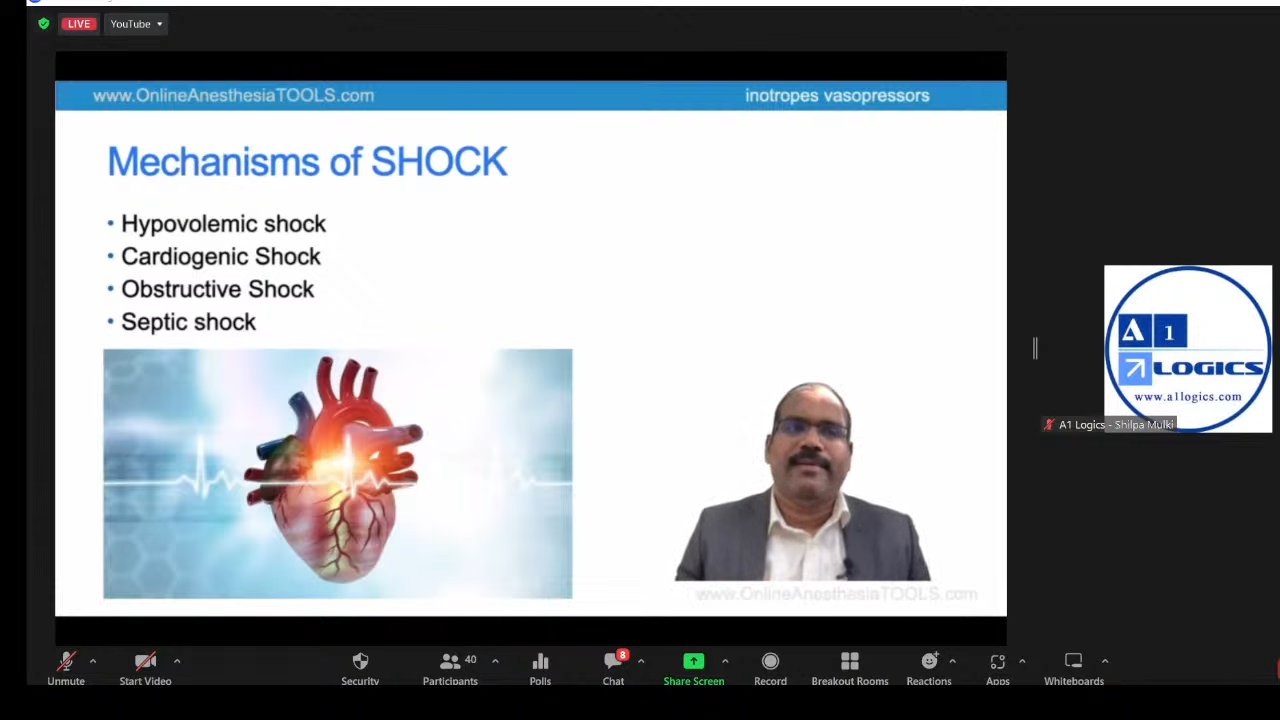 LIVE
YouTube
www.OnlineAnesthesiaTOOLS.com
inotropes vasopressors
Mechanisms of SHOCK
• Hypovolemic shock
• Cardiogenic Shock
• Obstructive Shock
• Septic shock
www.OnlineAnesthesiaTOOLS.com
A 1
LOGICS
www.a1logics.com
A1 Logics - Shilpa Mulki
40
8
Unmute
Start Video
Security
Participants
Polls
Chat
Share Screen
Record
Breakout Rooms
Reactions
Apps
Whiteboards